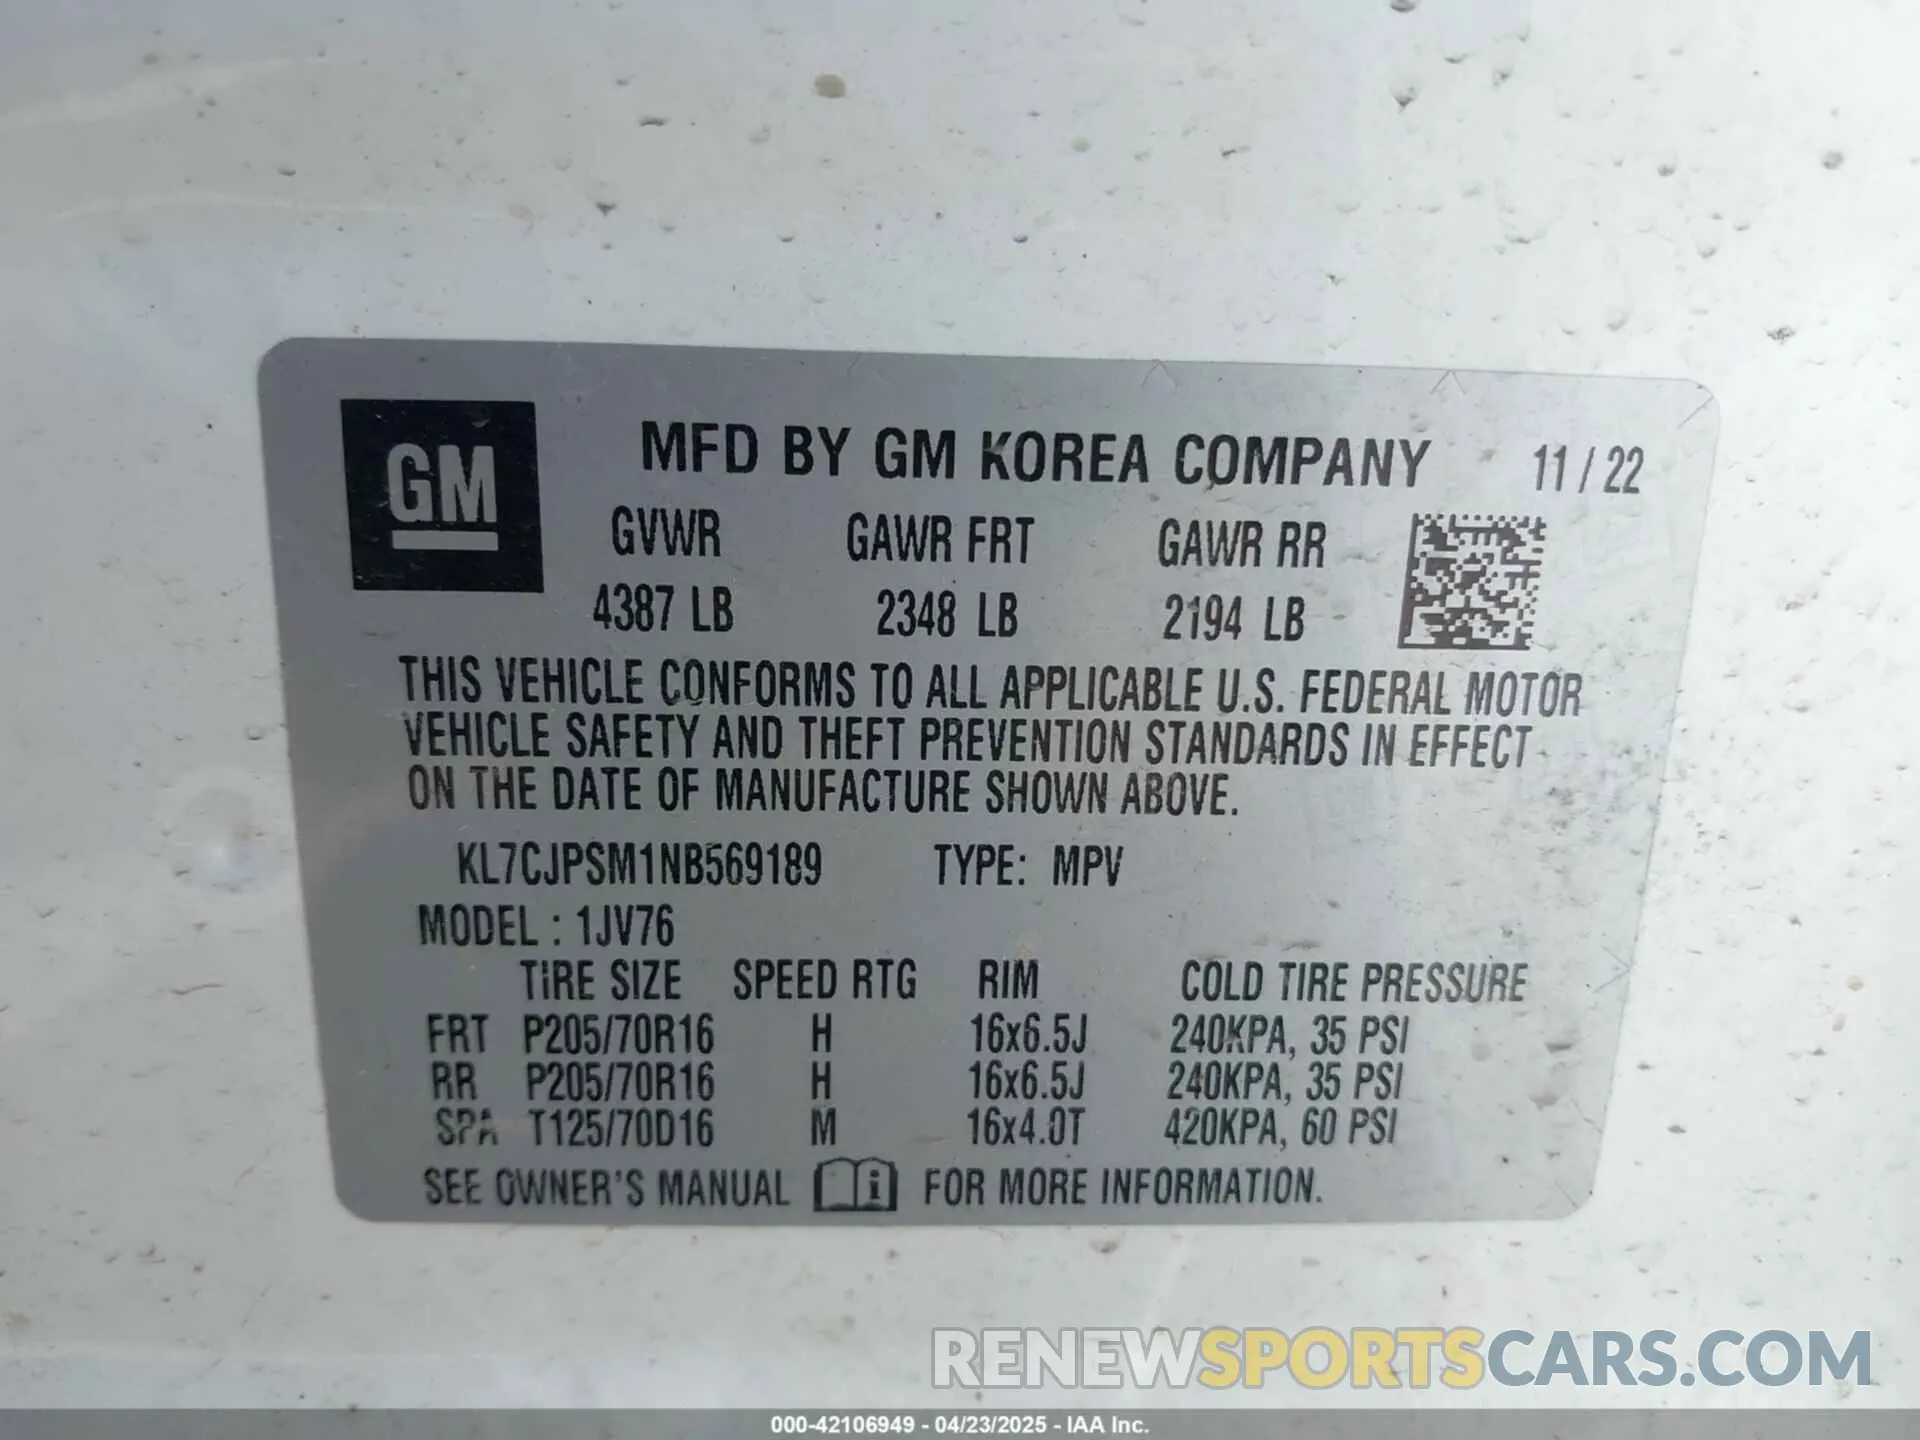 GM
MFD BY GM KOREA COMPANY 11 / 22
GVWR GAWR FRT GAWR RR
4387 LB 2348 LB 2194 LB
THIS VEHICLE CONFORMS TO ALL APPLICABLE U.S. FEDERAL MOTOR
VEHICLE SAFETY AND THEFT PREVENTION STANDARDS IN EFFECT
ON THE DATE OF MANUFACTURE SHOWN ABOVE.
KL7CJPSM1NB569189 TYPE: MPV
MODEL : 1JV76
TIRE SIZE SPEED RTG RIM COLD TIRE PRESSURE
FRT P205/70R16 H 16x6.5J 240KPA, 35 PSI
RR P205/70R16 H 16x6.5J 240KPA, 35 PSI
SPA T125/70D16 M 16x4.0T 420KPA, 60 PSI
SEE OWNER'S MANUAL i FOR MORE INFORMATION.
RENEWSPORTSCARS.COM
000-42106949 - 04/23/2025 - IAA Inc.